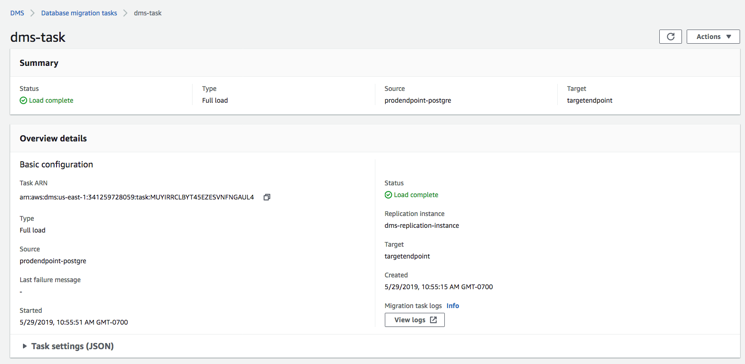 DMS > Database migration tasks > dms-task
dms-task
Actions ▼
Summary
Status
Type
Source
Target
Load complete
Full load
prodendpoint-postgre
targetendpoint
Overview details
Basic configuration
Task ARN
arn:aws:dms:us-east-1:341259728059:task:MUYIRRCLBYT45EZESVNFNGAUL4
Type
Full load
Source
prodendpoint-postgre
Last failure message
-
Started
5/29/2019, 10:55:51 AM GMT-0700
Status
Load complete
Replication instance
dms-replication-instance
Target
targetendpoint
Created
5/29/2019, 10:55:15 AM GMT-0700
Migration task logs Info
View logs
Task settings (JSON)